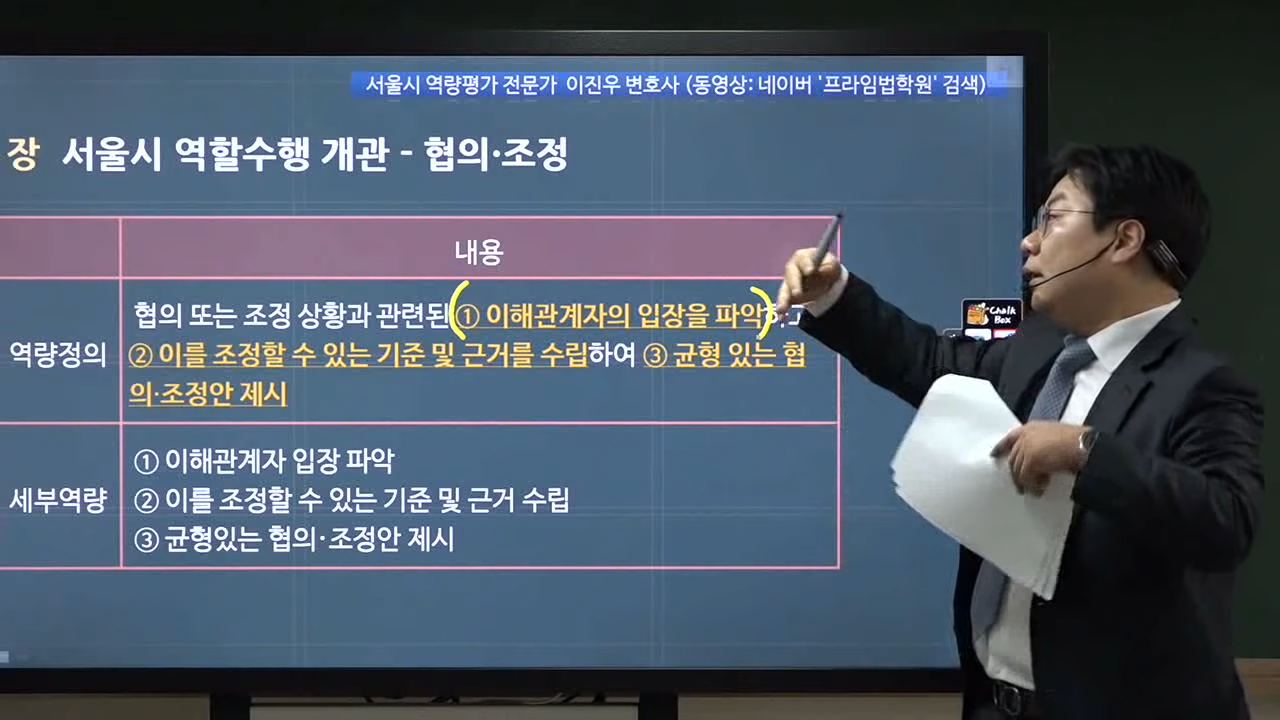 서울시 역량평가 전문가 이진우 변호사 (동영상: 네이버 '프라임법학원' 검색)
장 서울시 역할수행 개관 - 협의·조정
내용
역량정의
협의 또는 조정 상황과 관련된 ① 이해관계자의 입장을 파악하고
② 이를 조정할 수 있는 기준 및 근거를 수립하여 ③ 균형 있는 협
의·조정안 제시
세부역량
① 이해관계자 입장 파악
② 이를 조정할 수 있는 기준 및 근거 수립
③ 균형있는 협의·조정안 제시
Chalk
Box